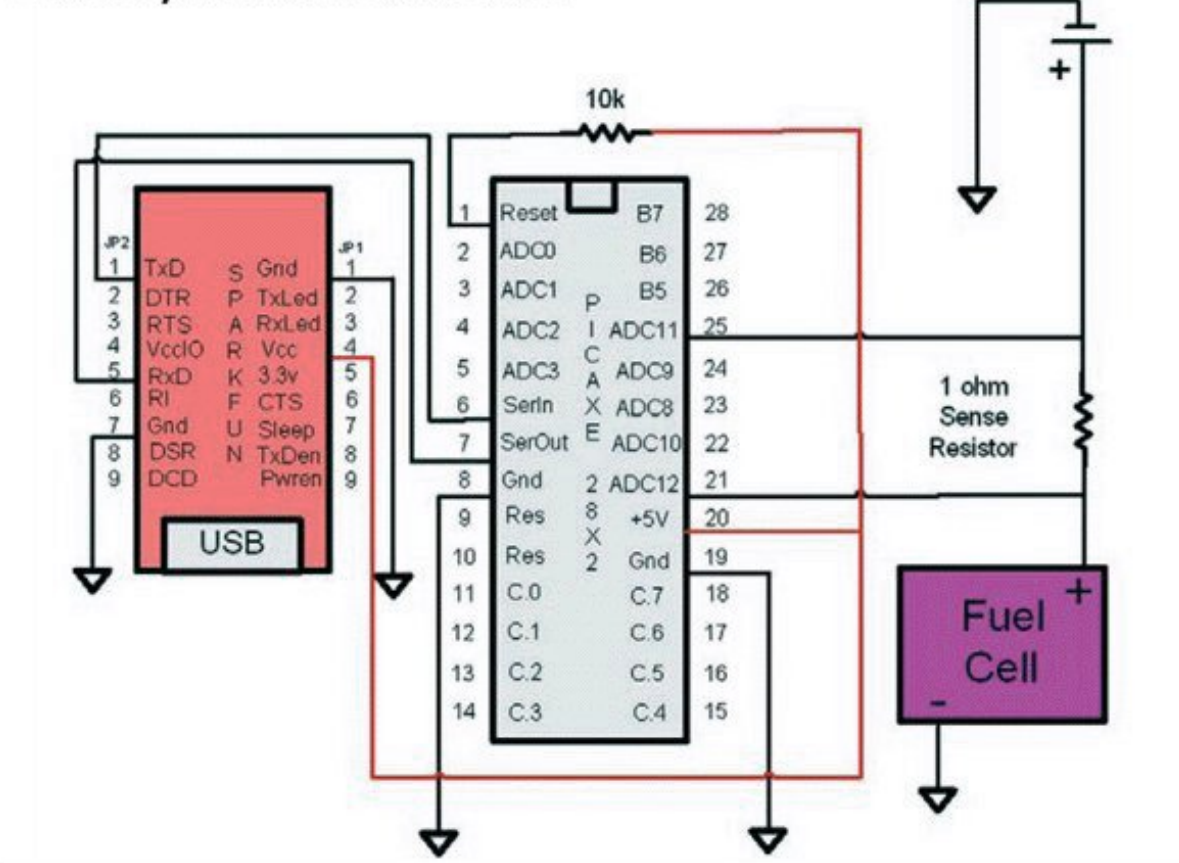 10k
+
JP2
JP1
1 TxD S Gnd 1
2 DTR P TxLed 2
3 RTS A RxLed 3
4 VccIO R Vcc 4
5 RxD K 3.3v 5
6 RI F CTS 6
7 Gnd U Sleep 7
8 DSR N TxDen 8
9 DCD Pwren 9
USB
1 Reset B7 28
2 ADC0 B6 27
3 ADC1 B5 26
4 ADC2 ADC11 25
5 ADC3 ADC9 24
6 SerIn ADC8 23
7 SerOut ADC10 22
8 Gnd ADC12 21
9 Res +5V 20
10 Res Gnd 19
11 C.0 C.7 18
12 C.1 C.6 17
13 C.2 C.5 16
14 C.3 C.4 15
PICAXE 28X2
1 ohm
Sense
Resistor
+
Fuel
Cell
-